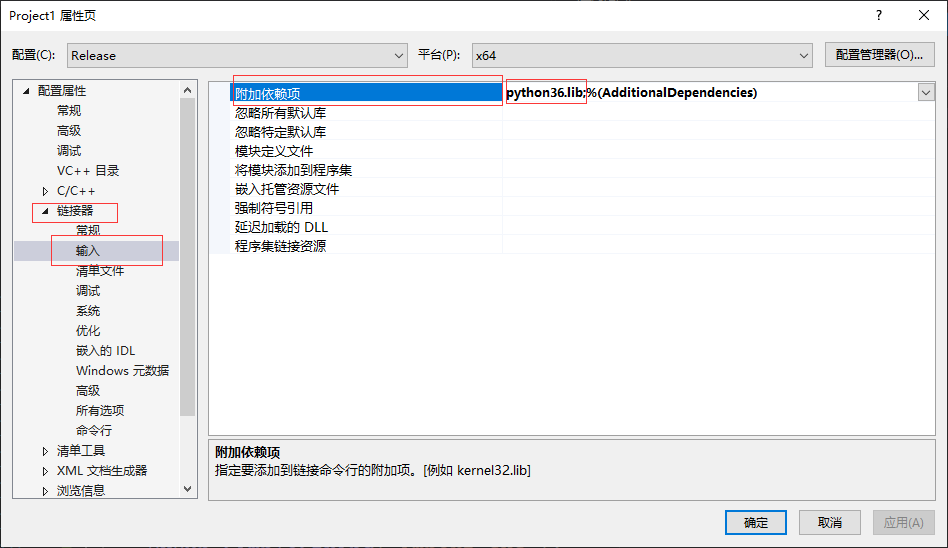 Project1 属性页
?
配置(C):
Release
平台(P):
x64
配置管理器(O)...
配置属性
常规
高级
调试
VC++ 目录
C/C++
链接器
常规
输入
清单文件
调试
系统
优化
嵌入的 IDL
Windows 元数据
高级
所有选项
命令行
清单工具
XML 文档生成器
浏览信息
附加依赖项 python36.lib;%(AdditionalDependencies)
忽略所有默认库
忽略特定默认库
模块定义文件
将模块添加到程序集
嵌入托管资源文件
强制符号引用
延迟加载的 DLL
程序集链接资源
附加依赖项
指定要添加到链接命令行的附加项。[例如 kernel32.lib]
确定
取消
应用(A)